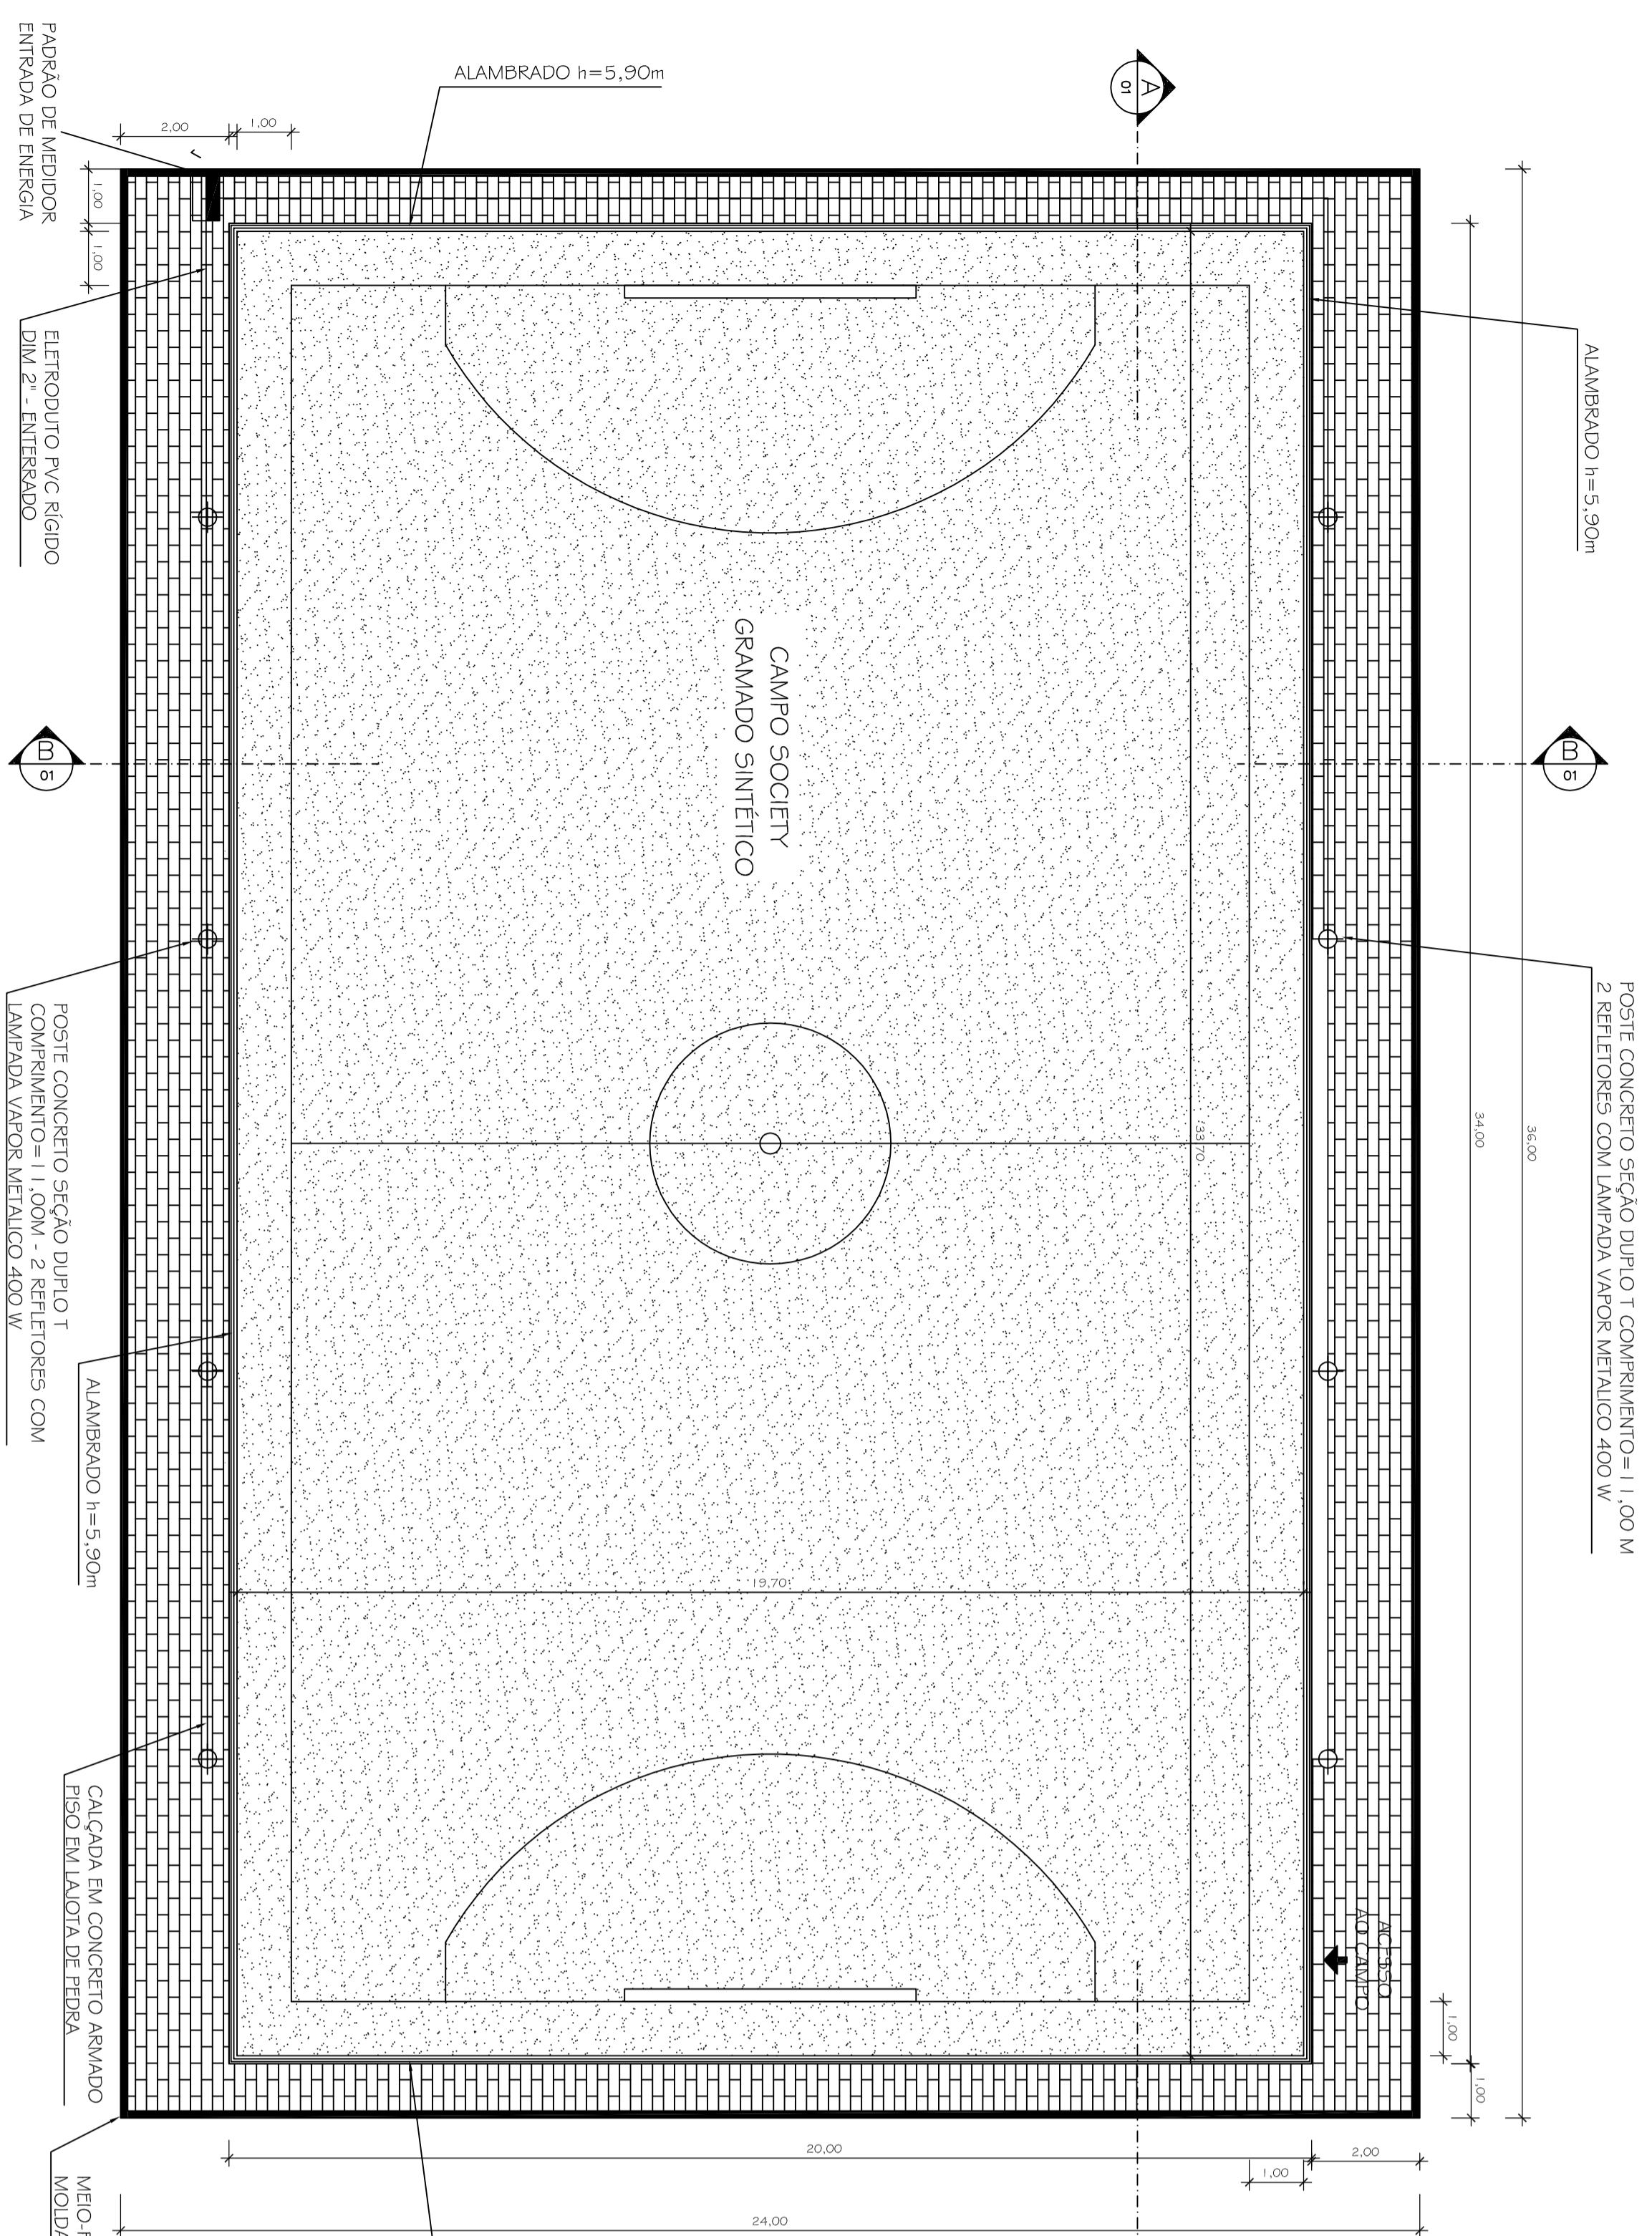 ALAMBRADO h=5,90m
A
01
PADRÃO DE MEDIDOR
ENTRADA DE ENERGIA
2,00
1,00
1,00
1,00
ALAMBRADO h=5,90m
ELETRODUTO PVC RÍGIDO
DIM 2" - ENTERRADO
CAMPO SOCIETY
GRAMADO SINTÉTICO
B
01
B
01
POSTE CONCRETO SEÇÃO DUPLO T COMPRIMENTO=11,00 M
2 REFLETORES COM LAMPADA VAPOR METALICO 400 W
36,00
34,00
33,70
POSTE CONCRETO SEÇÃO DUPLO T
COMPRIMENTO=11,00M - 2 REFLETORES COM
LAMPADA VAPOR METALICO 400 W
ALAMBRADO h=5,90m
19,70
CALÇADA EM CONCRETO ARMADO
PISO EM LAJOTA DE PEDRA
ACESSO
AO CAMPO
1,00
1,00
20,00
2,00
1,00
24,00
MEIO-F
MOLDA